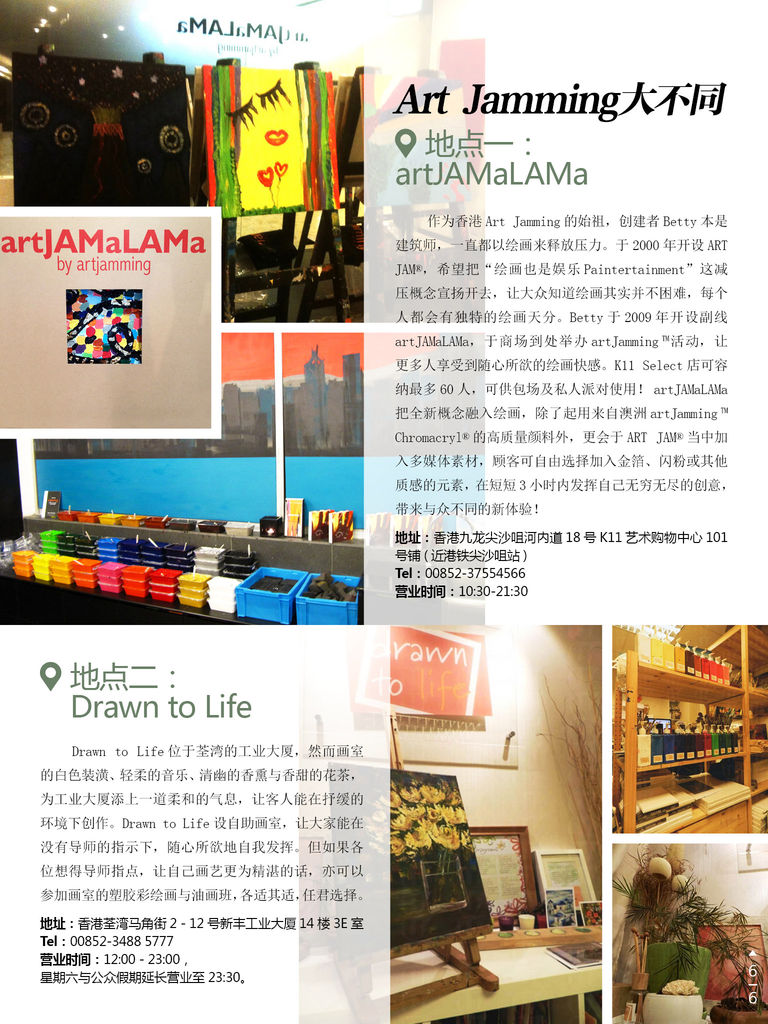 artJAMaLAMa
by artjamming
artJAMaLAMa
by artjamming
Art Jamming大不同
地点一：
artJAMaLAMa
作为香港 Art Jamming 的始祖，创建者 Betty 本是
建筑师，一直都以绘画来释放压力。于 2000 年开设 ART
JAM®，希望把“绘画也是娱乐 Paintertainment”这减
压概念宣扬开去，让大众知道绘画其实并不困难，每个
人都会有独特的绘画天分。Betty 于 2009 年开设副线
artJAMaLAMa，于商场到处举办 artJamming™活动，让
更多人享受到随心所欲的绘画快感。K11 Select 店可容
纳最多 60 人，可供包场及私人派对使用！ artJAMaLAMa
把全新概念融入绘画，除了起用来自澳洲 artJamming™
Chromacryl® 的高质量颜料外，更会于 ART JAM® 当中加
入多媒体素材，顾客可自由选择加入金箔、闪粉或其他
质感的元素，在短短 3 小时内发挥自己无穷无尽的创意，
带来与众不同的新体验！
地址：香港九龙尖沙咀河内道 18 号 K11 艺术购物中心 101
号铺 ( 近港铁尖沙咀站 )
Tel：00852-37554566
营业时间：10:30-21:30
地点二：
Drawn to Life
Drawn to Life 位于荃湾的工业大厦，然而画室
的白色装潢、轻柔的音乐、清幽的香熏与香甜的花茶，
为工业大厦添上一道柔和的气息，让客人能在抒缓的
环境下创作。Drawn to Life 设自助画室，让大家能在
没有导师的指示下，随心所欲地自我发挥。但如果各
位想得导师指点，让自己画艺更为精湛的话，亦可以
参加画室的塑胶彩绘画与油画班，各适其适，任君选择。
地址：香港荃湾马角街 2 - 12 号新丰工业大厦 14 楼 3E 室
Tel：00852-3488 5777
营业时间：12:00 - 23:00，
星期六与公众假期延长营业至 23:30。
drawn
to life